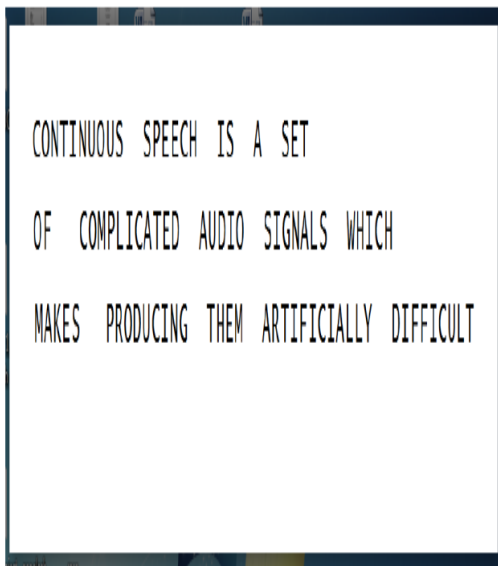 CONTINUOUS SPEECH IS A SET
OF COMPLICATED AUDIO SIGNALS WHICH
MAKES PRODUCING THEM ARTIFICIALLY DIFFICULT